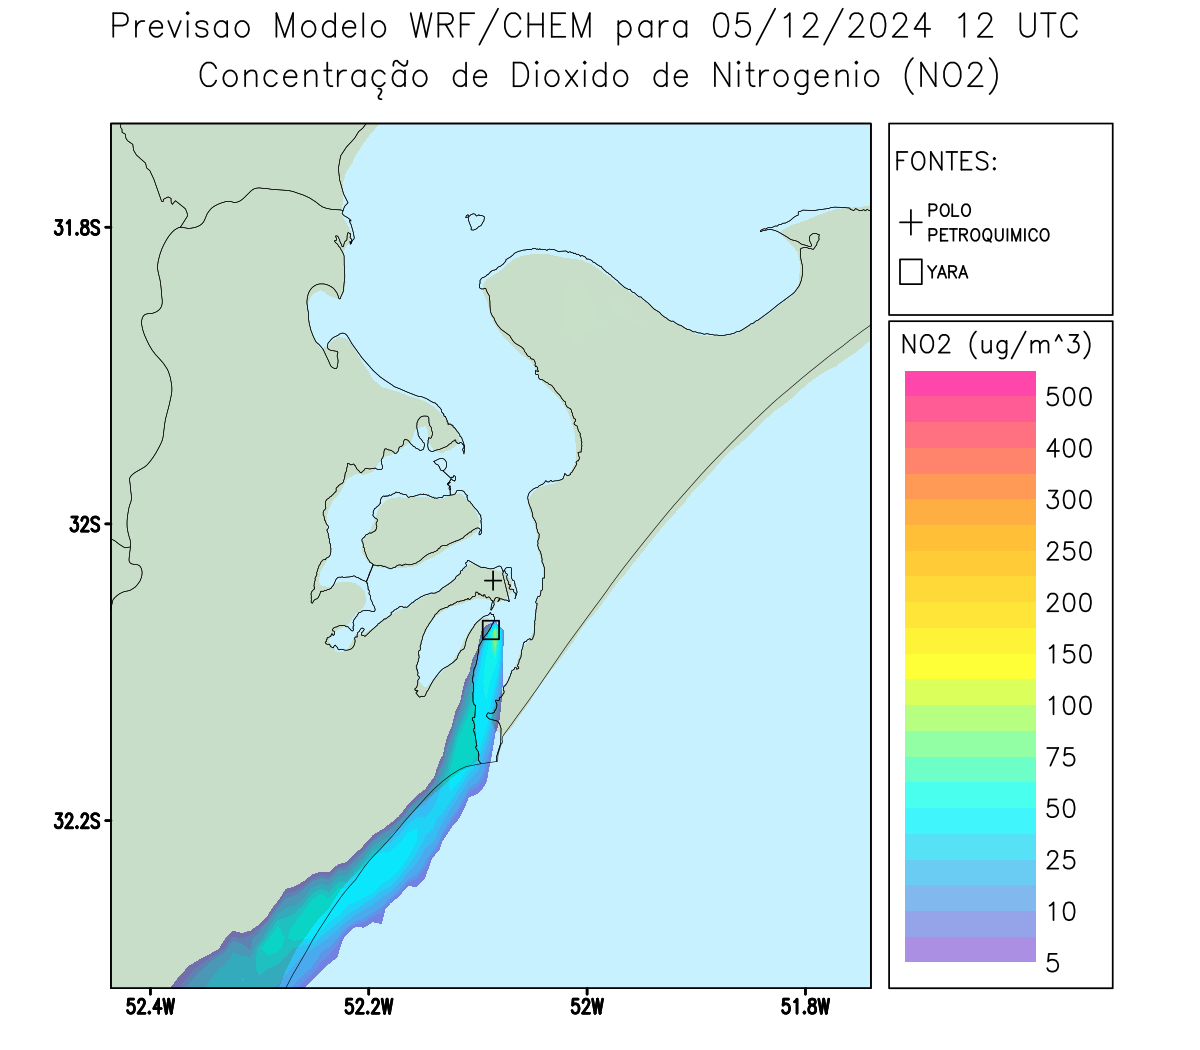 Previsao Modelo WRF/CHEM para 05/12/2024 12 UTC
Concentração de Dioxido de Nitrogenio (NO2)
FONTES:
POLO
PETROQUIMICO
YARA
NO2 (ug/m^3)
500
400
300
250
200
150
100
75
50
25
10
5
31.8S
32S
32.2S
52.4W
52.2W
52W
51.8W